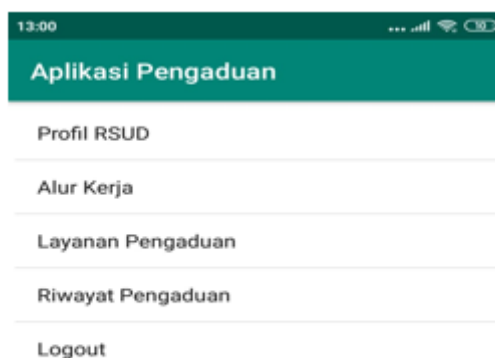 13:00
Aplikasi Pengaduan
Profil RSUD
Alur Kerja
Layanan Pengaduan
Riwayat Pengaduan
Logout